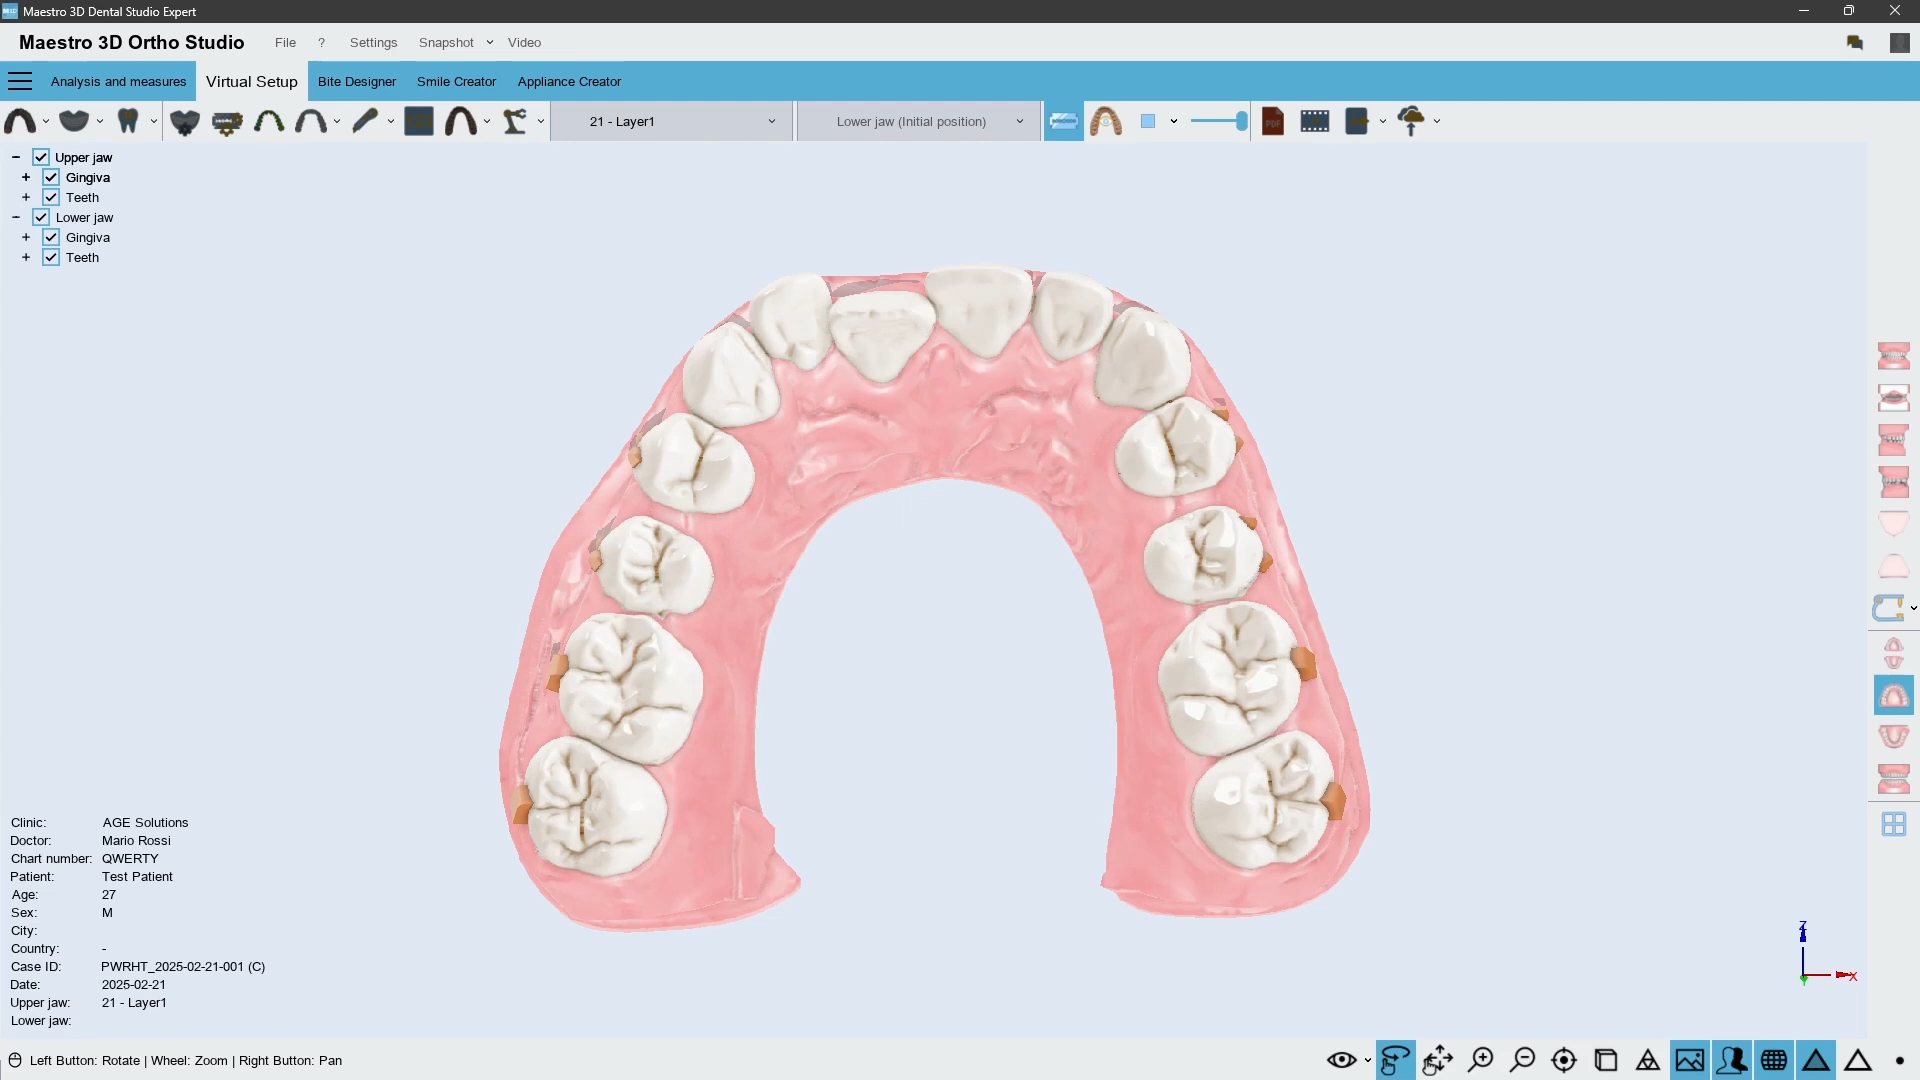 Maestro 3D Dental Studio Expert
Maestro 3D Ortho Studio File ? Settings Snapshot Video
Analysis and measures Virtual Setup Bite Designer Smile Creator Appliance Creator
21 - Layer1 Lower jaw (Initial position) PDF
Upper jaw
Gingiva
Teeth
Lower jaw
Gingiva
Teeth
Clinic: AGE Solutions
Doctor: Mario Rossi
Chart number: QWERTY
Patient: Test Patient
Age: 27
Sex: M
City:
Country: -
Case ID: PWRHT_2025-02-21-001 (C)
Date: 2025-02-21
Upper jaw: 21 - Layer1
Lower jaw:
Z
X
Left Button: Rotate | Wheel: Zoom | Right Button: Pan